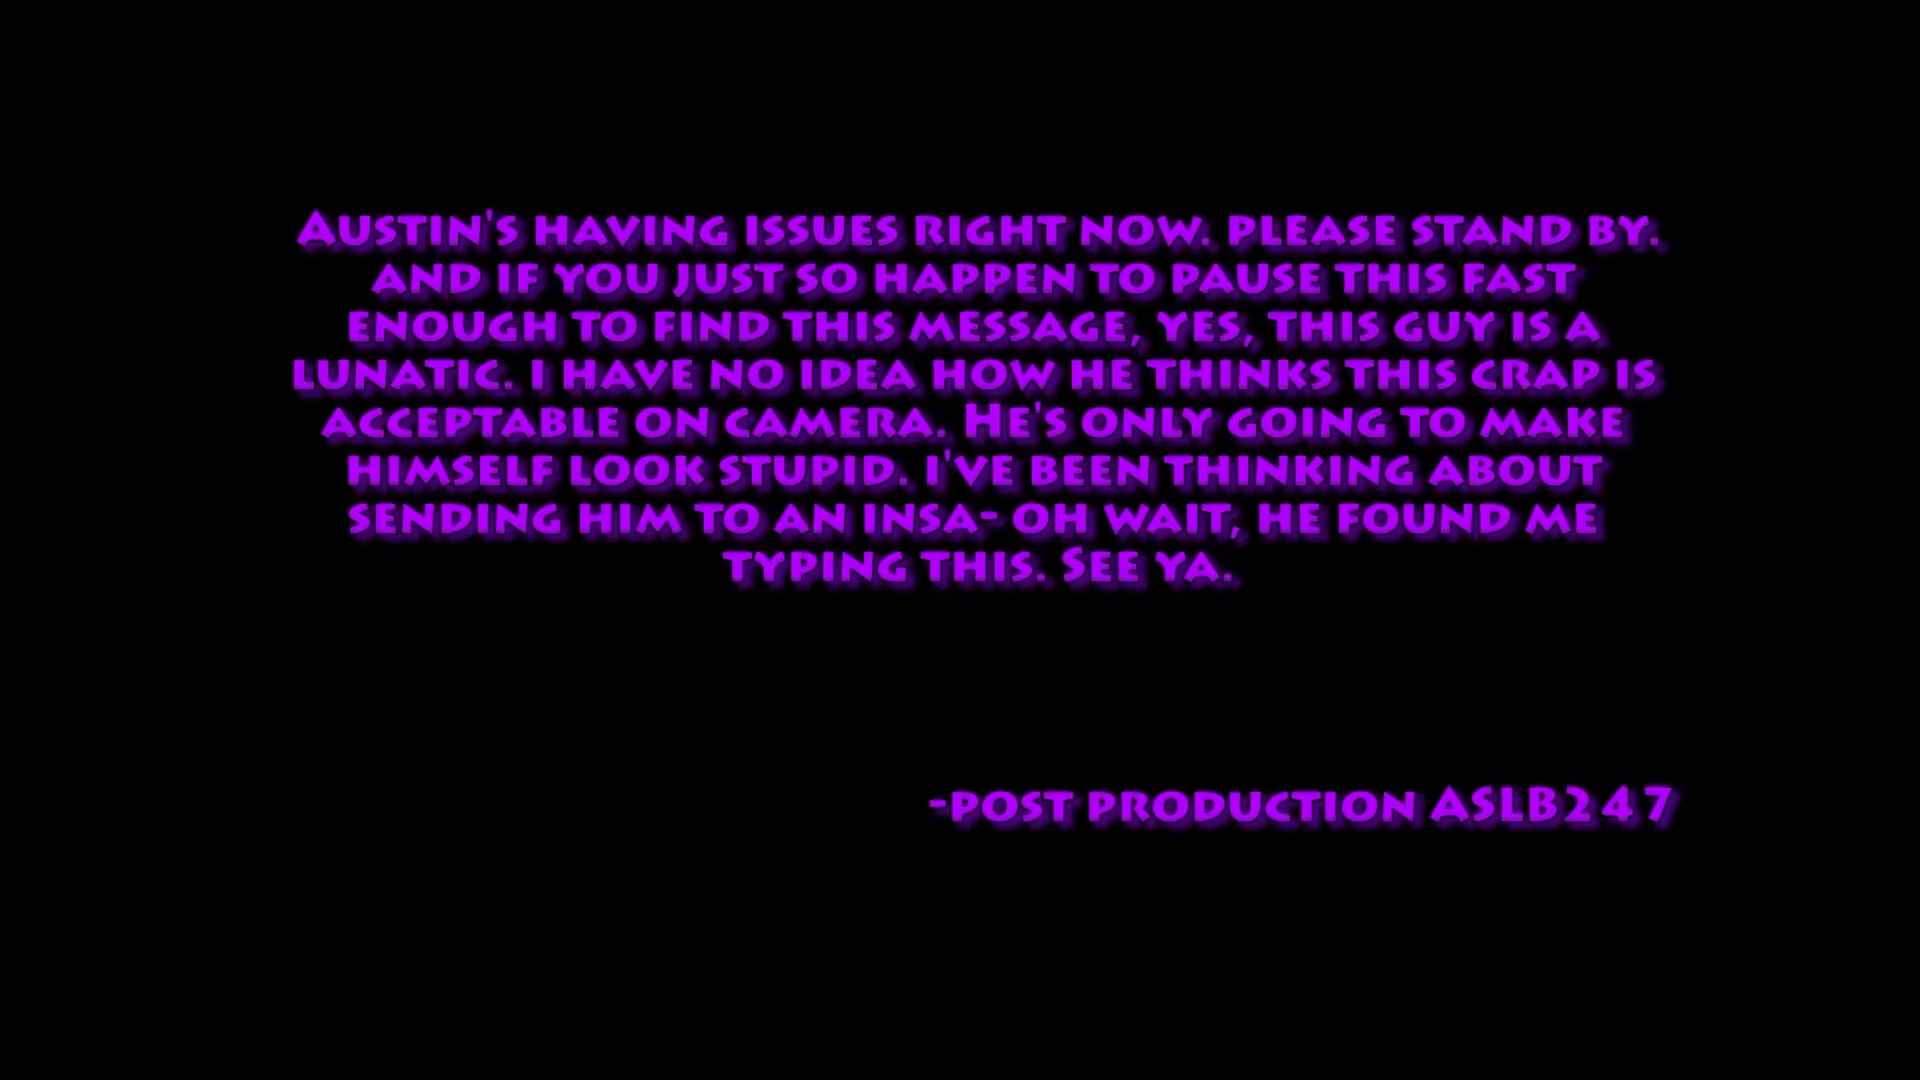 Austin's having issues right now. please stand by.
and if you just so happen to pause this fast
enough to find this message, yes, this guy is a
lunatic. i have no idea how he thinks this crap is
acceptable on camera. He's only going to make
himself look stupid. i've been thinking about
sending him to an insa- oh wait, he found me
typing this. See ya.
-post production ASLB247